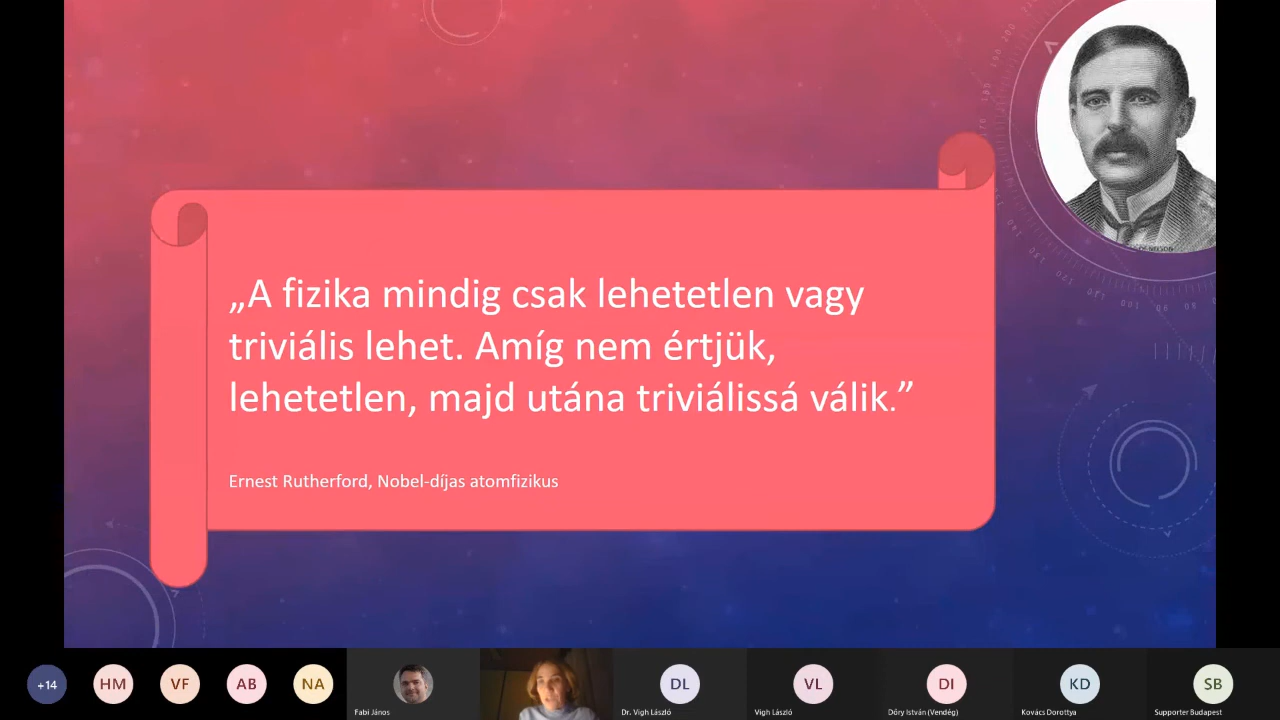 „A fizika mindig csak lehetetlen vagy
triviális lehet. Amíg nem értjük,
lehetetlen, majd utána triviálissá válik.”
Ernest Rutherford, Nobel-díjas atomfizikus
+14
HM
VF
AB
NA
Fabi János
DL
Dr. Vigh László
VL
Vigh László
DI
Dőry István (Vendég)
KD
Kovács Dorottya
SB
Supporter Budapest